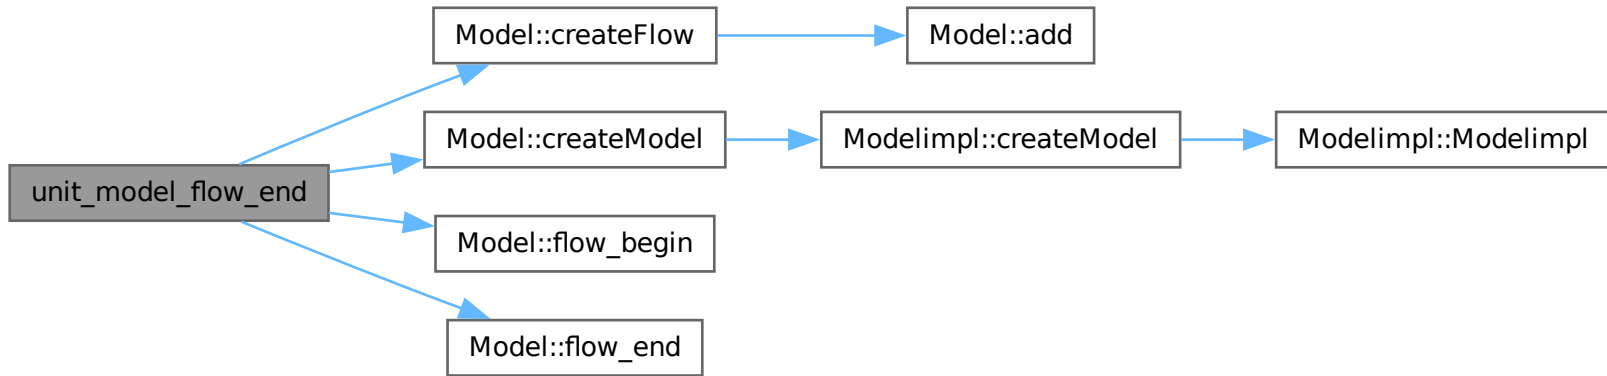 Model::createFlow
Model::add
Model::createModel
Modelimpl::createModel
Modelimpl::Modelimpl
unit_model_flow_end
Model::flow_begin
Model::flow_end